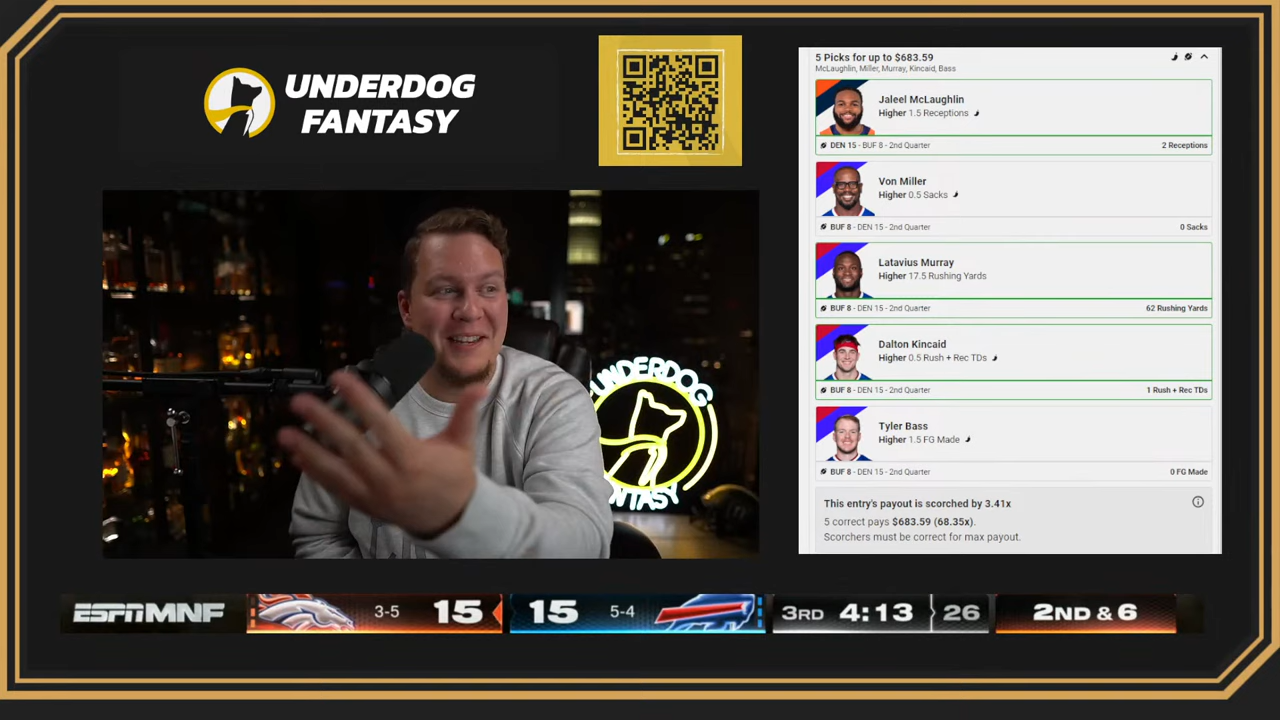 UNDERDOG
FANTASY
5 Picks for up to $683.59
McLaughlin, Miller, Murray, Kincaid, Bass
Jaleel McLaughlin
Higher 1.5 Receptions
DEN 15 - BUF 8 - 2nd Quarter
2 Receptions
Von Miller
Higher 0.5 Sacks
BUF 8 - DEN 15 - 2nd Quarter
0 Sacks
Latavius Murray
Higher 17.5 Rushing Yards
BUF 8 - DEN 15 - 2nd Quarter
62 Rushing Yards
Dalton Kincaid
Higher 0.5 Rush + Rec TDs
BUF 8 - DEN 15 - 2nd Quarter
1 Rush + Rec TDs
Tyler Bass
Higher 1.5 FG Made
BUF 8 - DEN 15 - 2nd Quarter
0 FG Made
This entry's payout is scorched by 3.41x
5 correct pays $683.59 (68.35x).
Scorchers must be correct for max payout.
UNDERDOG
FANTASY
ESPN MNF
3-5 15
15 5-4
3RD 4:13 26
2ND & 6